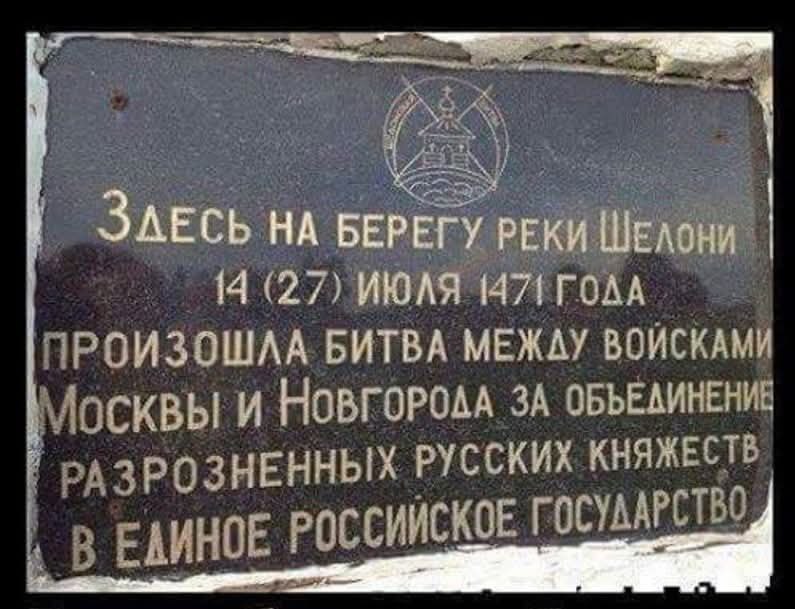 Здесь на берегу реки Шелони
14 (27) июля 1471 года
произошла битва между войсками
Москвы и Новгорода за объединение
разрозненных русских княжеств
в Единое Российское государство